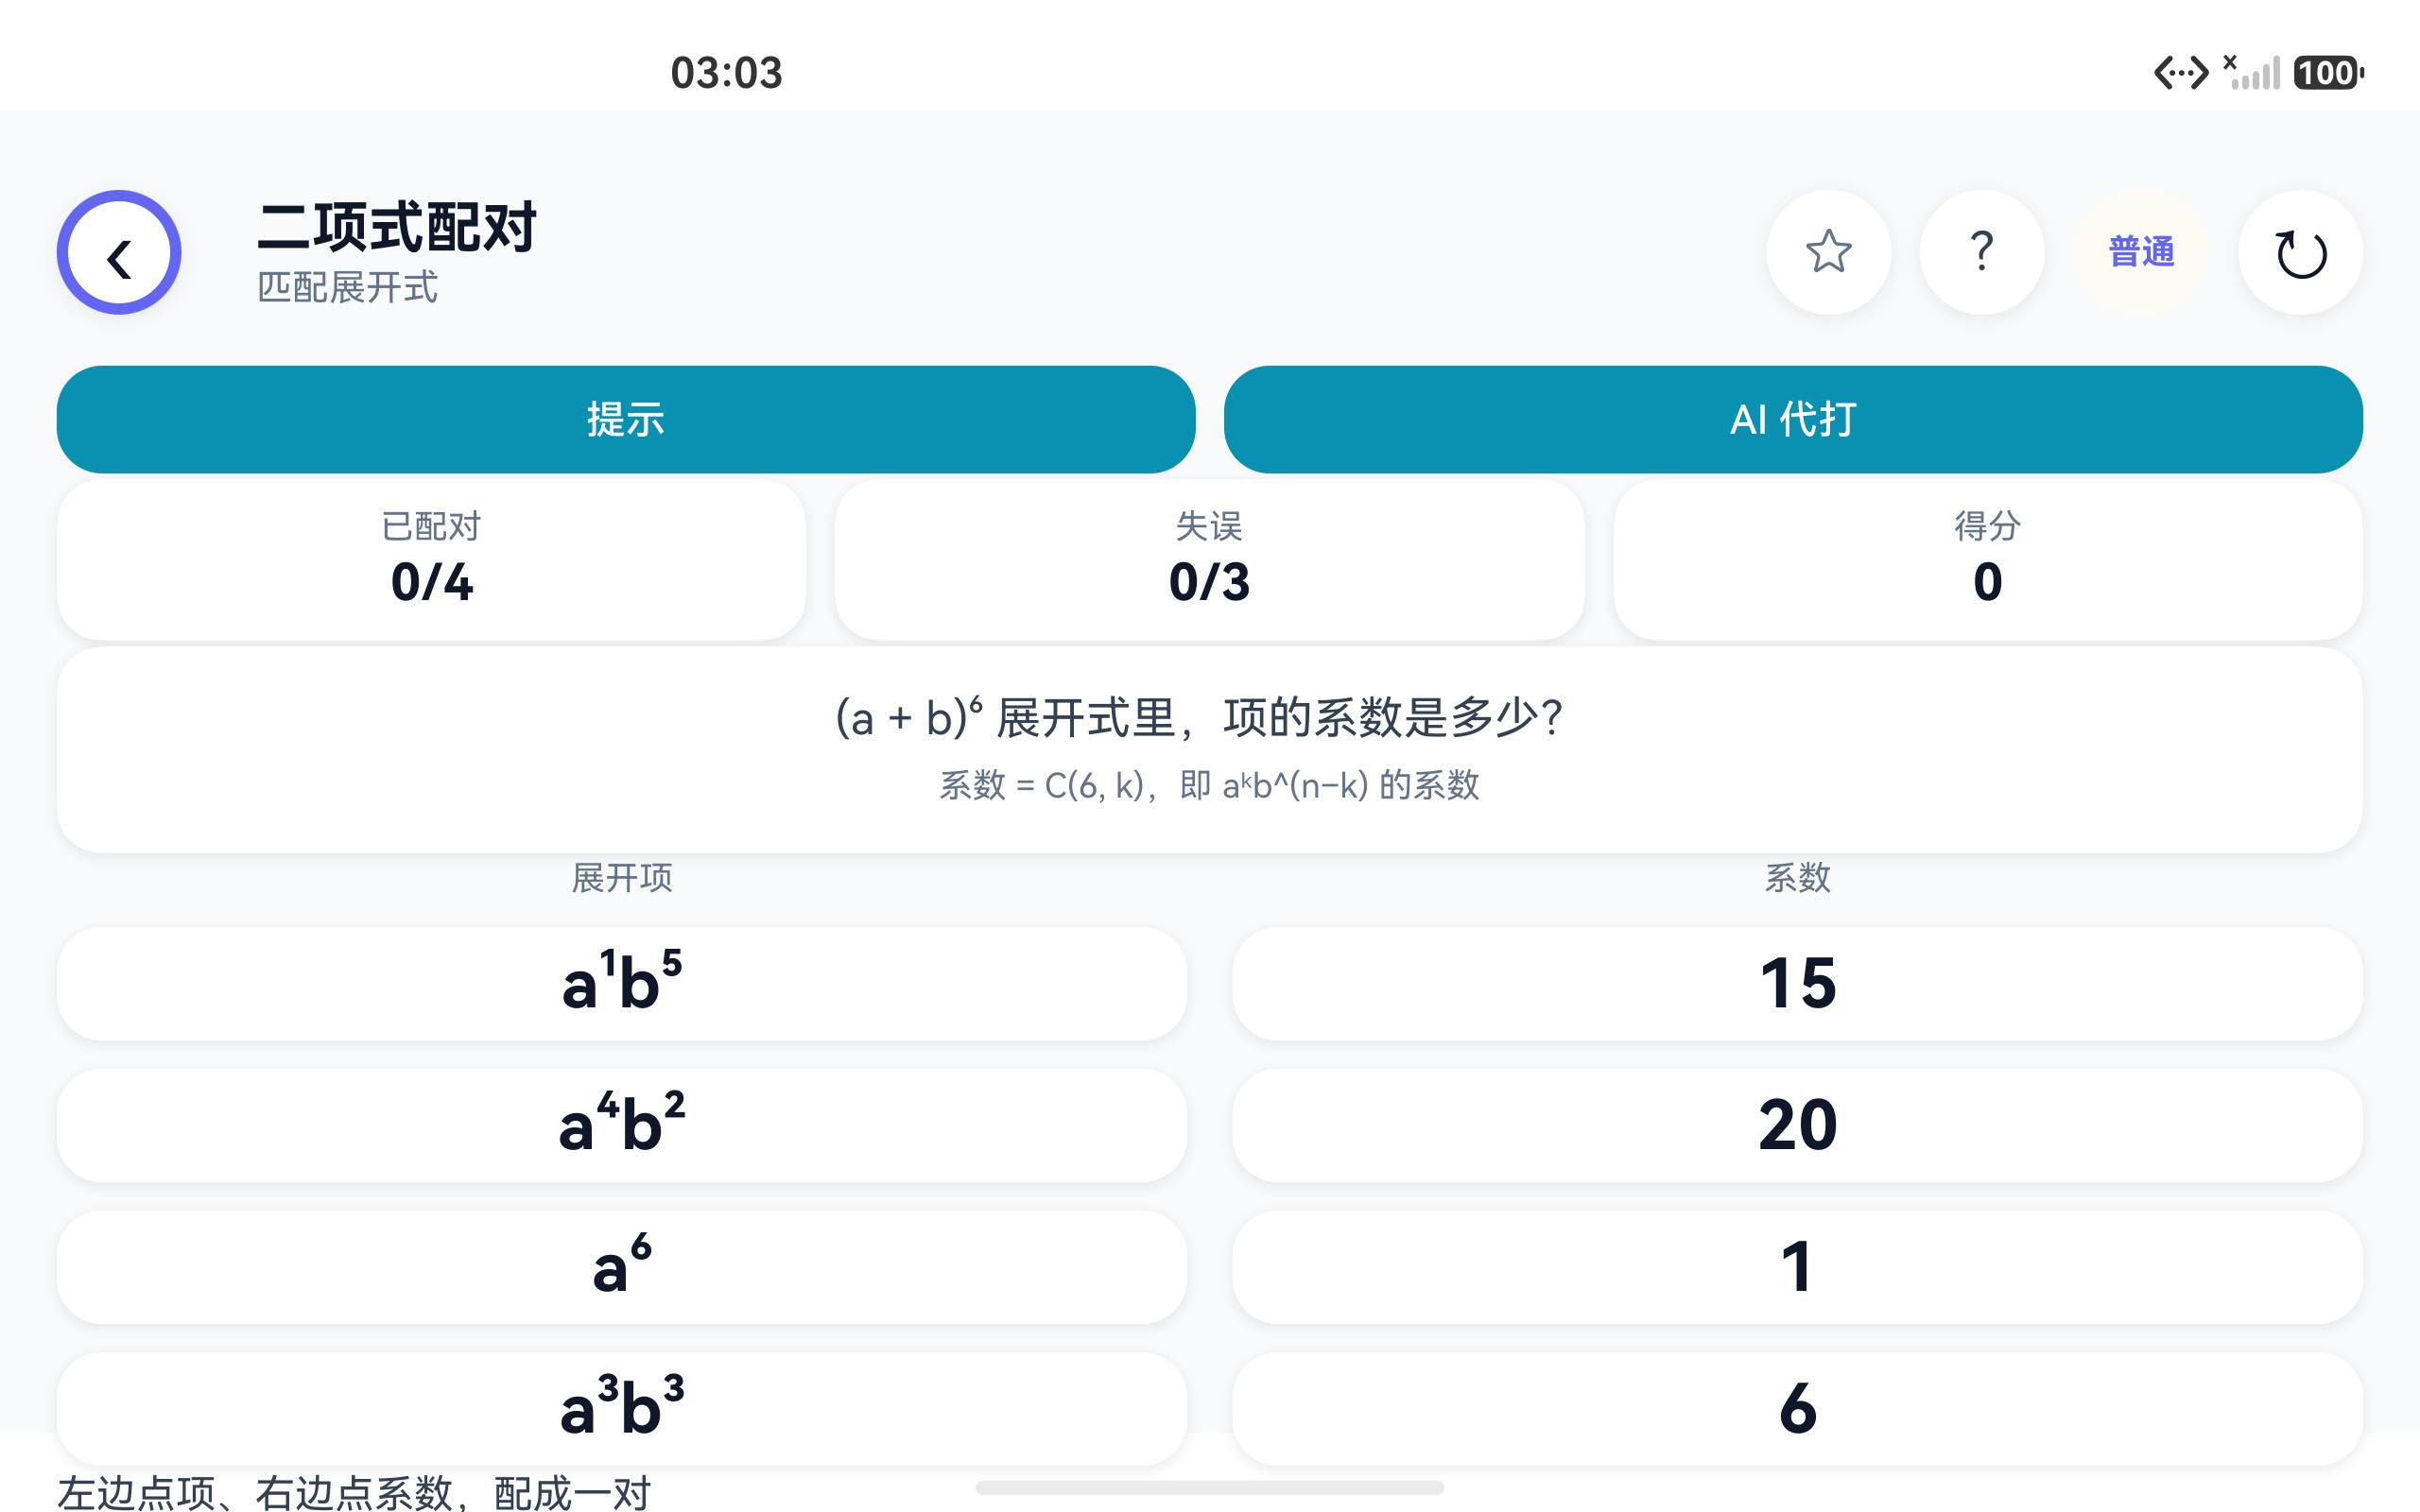 03:03
100
二项式配对
匹配展开式
?
普通
提示
AI 代打
已配对
0/4
失误
0/3
得分
0
(a + b)⁶ 展开式里，项的系数是多少？
系数 = C(6, k)，即 aᵏb^(n−k) 的系数
展开项
系数
a¹b⁵
15
a⁴b²
20
a⁶
1
a³b³
6
左边点项、右边点系数，配成一对